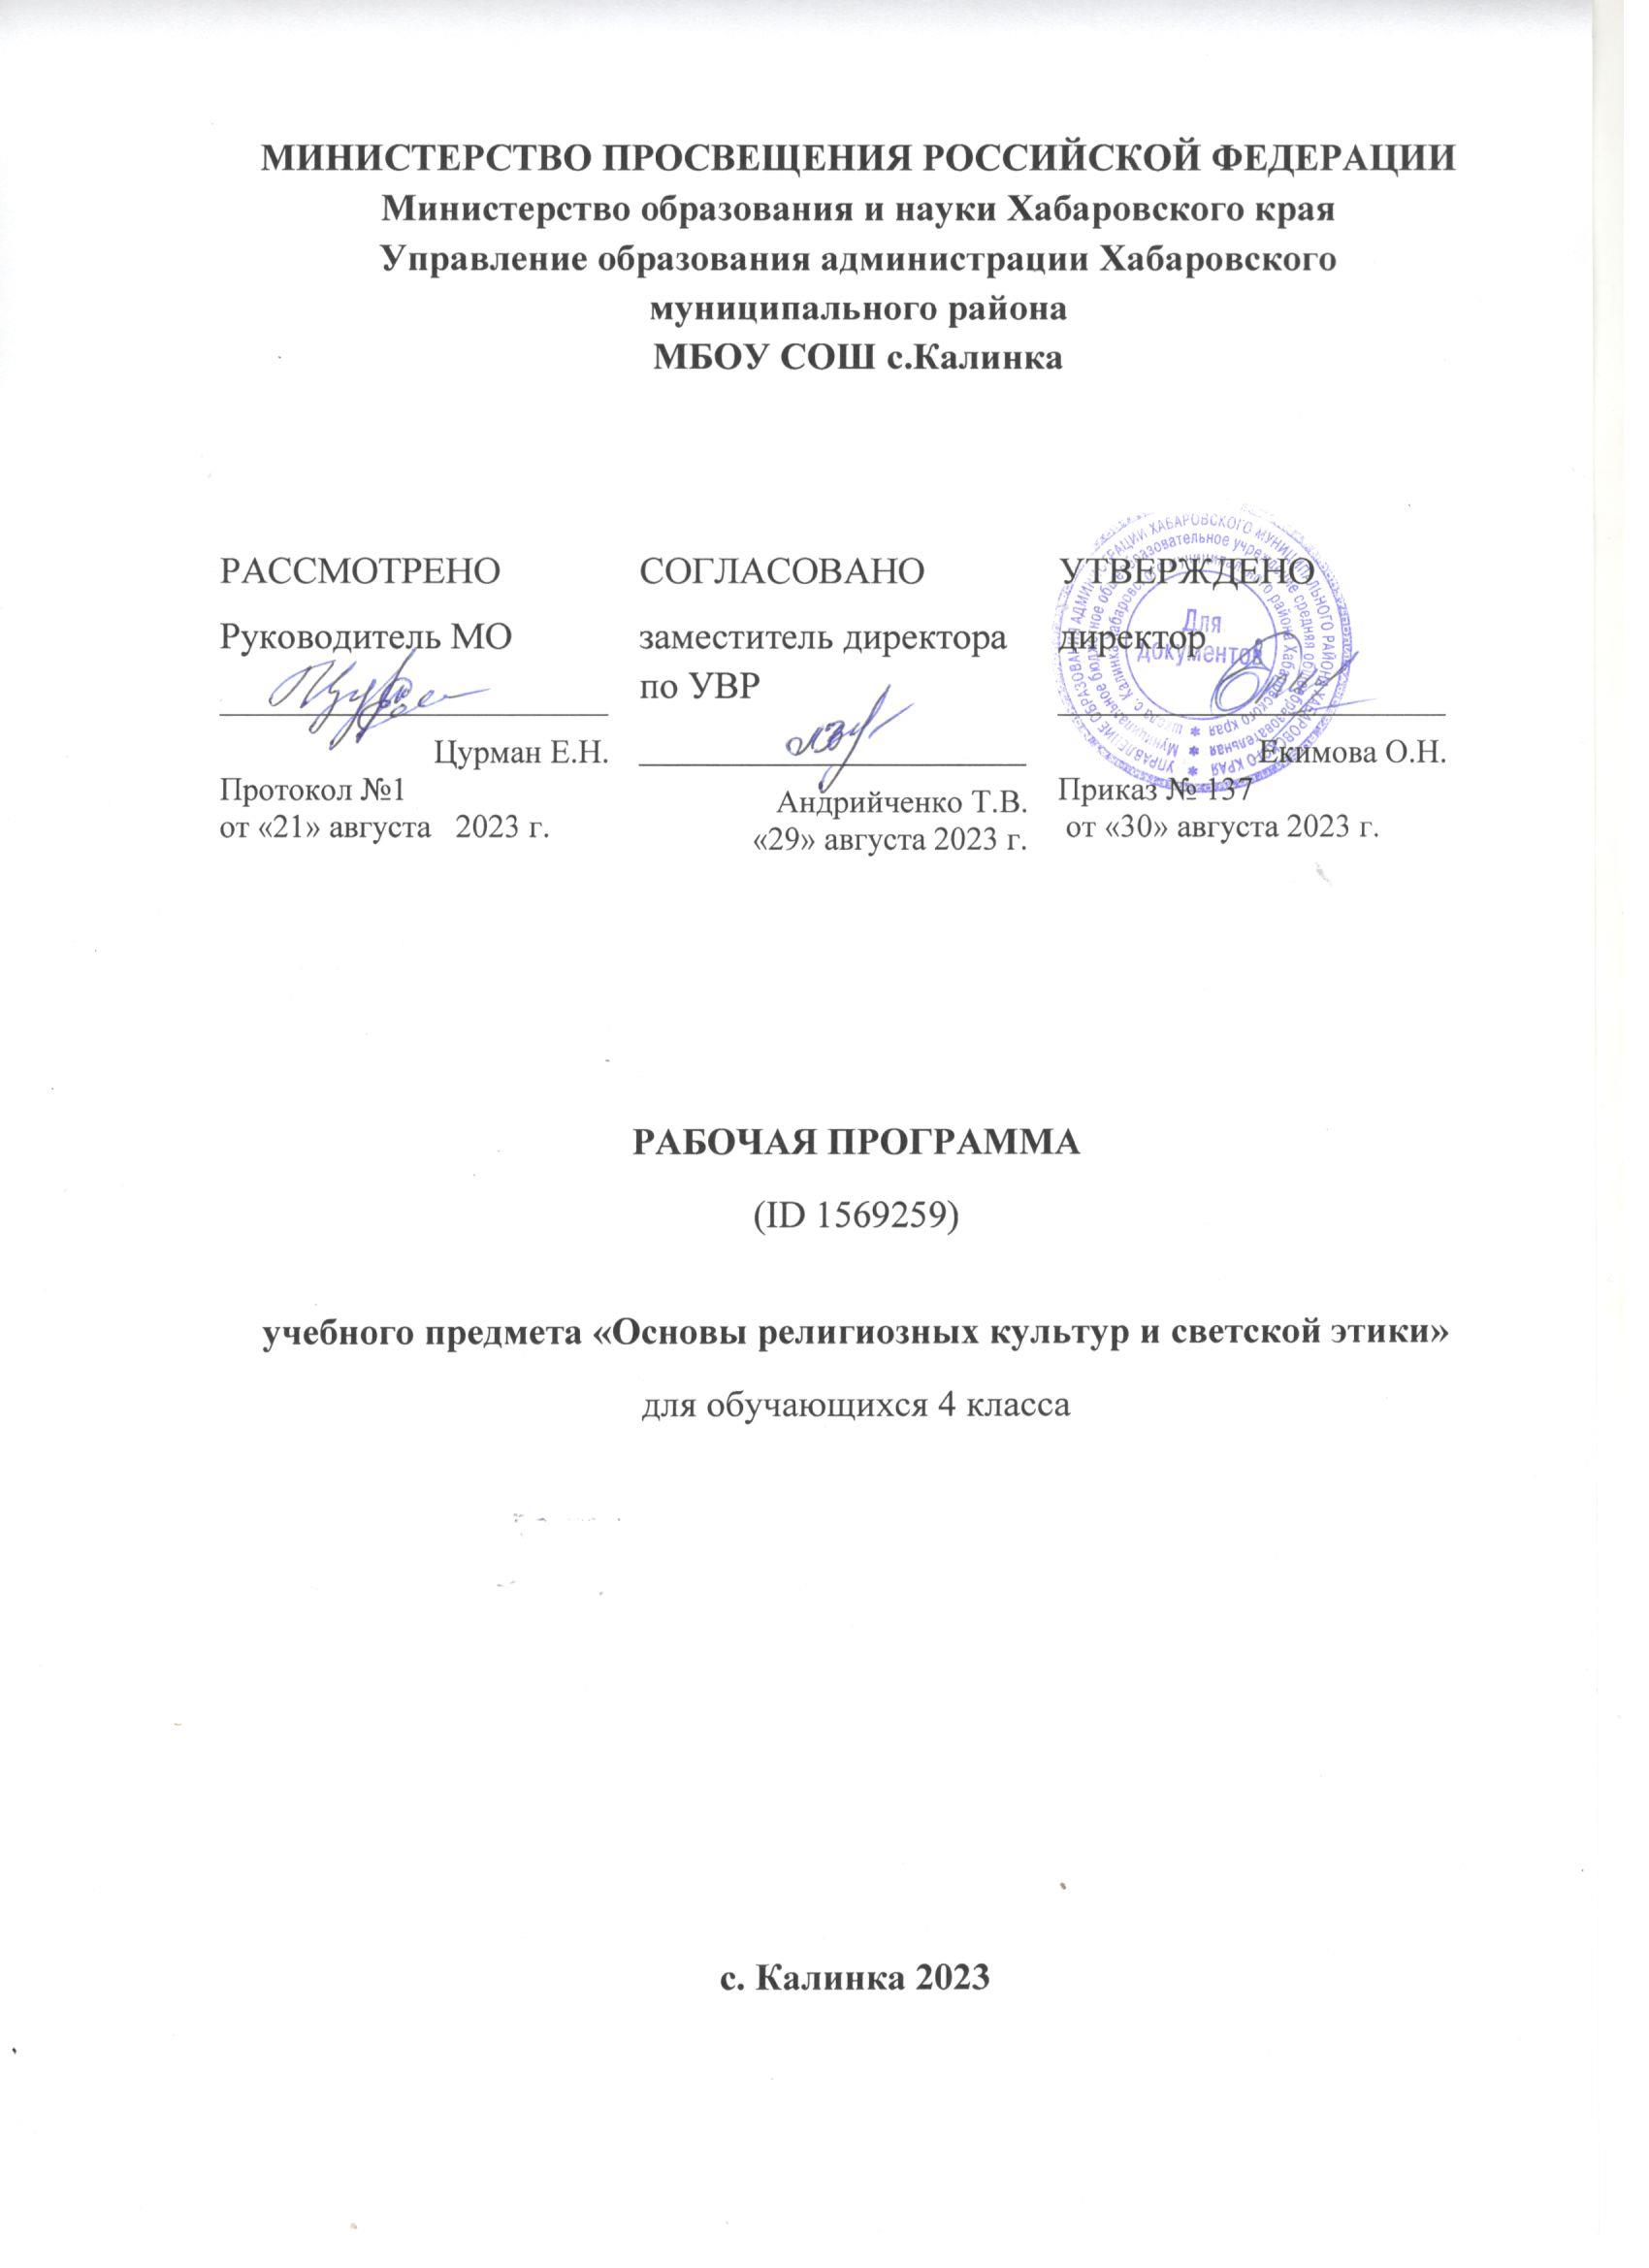 МИНИСТЕРСТВО ПРОСВЕЩЕНИЯ РОССИЙСКОЙ ФЕДЕРАЦИИ
Министерство образования и науки Хабаровского края
Управление образования администрации Хабаровского
муниципального района
МБОУ СОШ с.Калинка
РАССМОТРЕНО
Руководитель МО
Цурман Е.Н.
Протокол №1
от «21» августа 2023 г.
СОГЛАСОВАНО
заместитель директора
по УВР
Андрийченко Т.В.
«29» августа 2023 г.
УТВЕРЖДЕНО
директор
Екимова О.Н.
Приказ № 137
от «30» августа 2023 г.
Для
документов
РАБОЧАЯ ПРОГРАММА
(ID 1569259)
учебного предмета «Основы религиозных культур и светской этики»
для обучающихся 4 класса
с. Калинка 2023